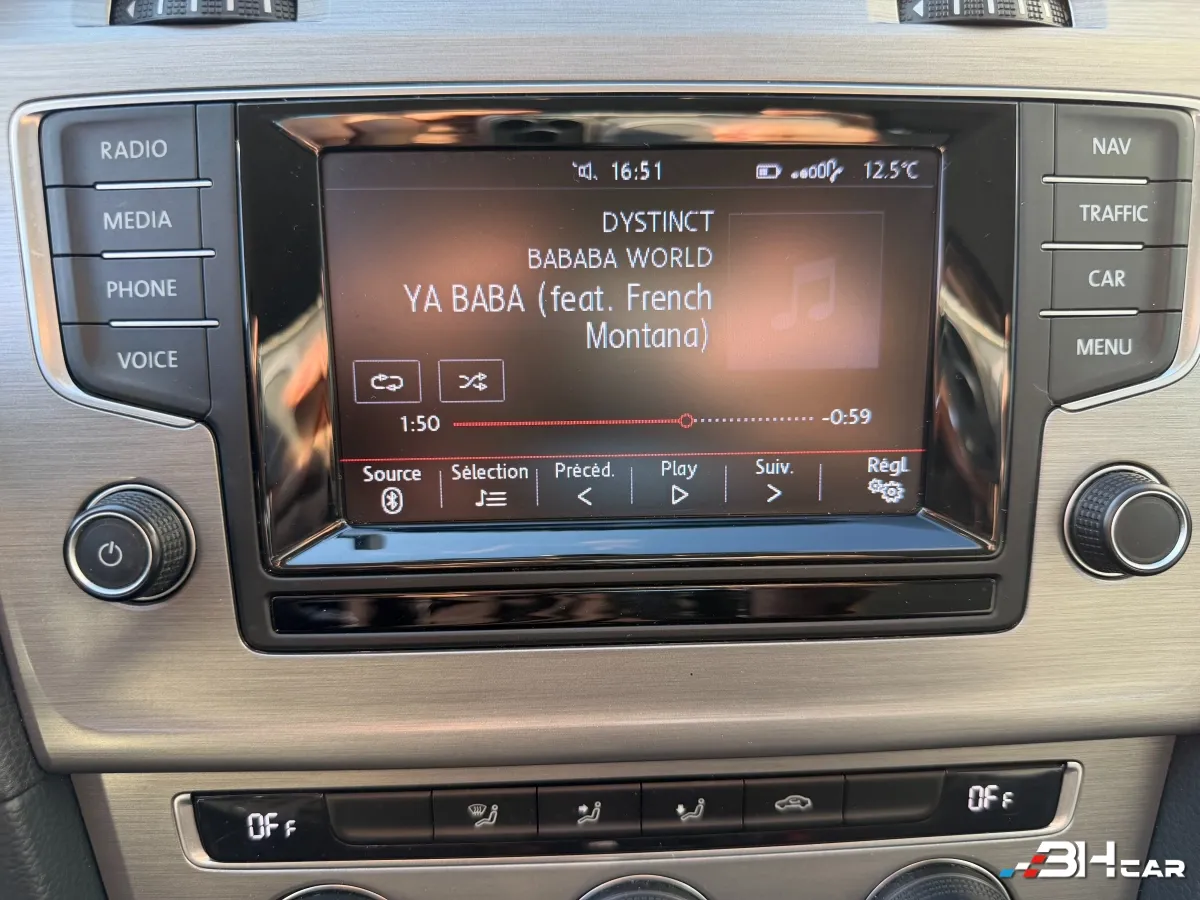 RADIO
MEDIA
PHONE
VOICE
16:51
12.5°C
DYSTINCT
BABABA WORLD
YA BABA (feat. French
Montana)
1:50
-0:59
Source
Sélection
Précéd.
Play
Suiv.
Régl.
NAV
TRAFFIC
CAR
MENU
OFF
OFF
3HCAR